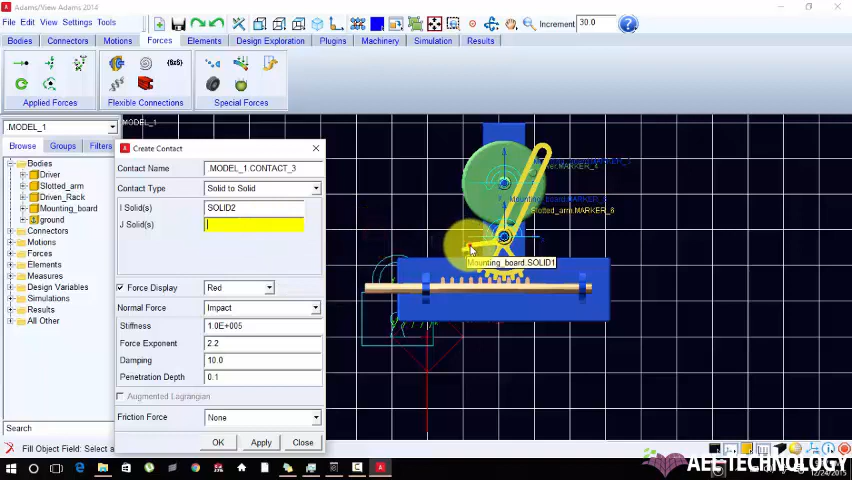 Adams/View Adams 2014
File Edit View Settings Tools
Increment 30.0
Bodies Connectors Motions Forces Elements Design Exploration Plugins Machinery Simulation Results
Applied Forces Flexible Connections Special Forces
.MODEL_1
Browse Groups Filters
Bodies
Driver
Slotted_arm
Driven_Rack
Mounting_board
ground
Connectors
Motions
Forces
Elements
Measures
Design Variables
Simulations
Results
All Other
Search
Fill Object Field: Select a
Create Contact
Contact Name .MODEL_1.CONTACT_3
Contact Type Solid to Solid
I Solid(s) SOLID2
J Solid(s)
Force Display Red
Normal Force Impact
Stiffness 1.0E+005
Force Exponent 2.2
Damping 10.0
Penetration Depth 0.1
Augmented Lagrangian
Friction Force None
OK Apply Close
MODEL_1
Slotted_arm.MARKER_6
Mounting_board.SOLID1
AEE TECHNOLOGY
12/24/2015